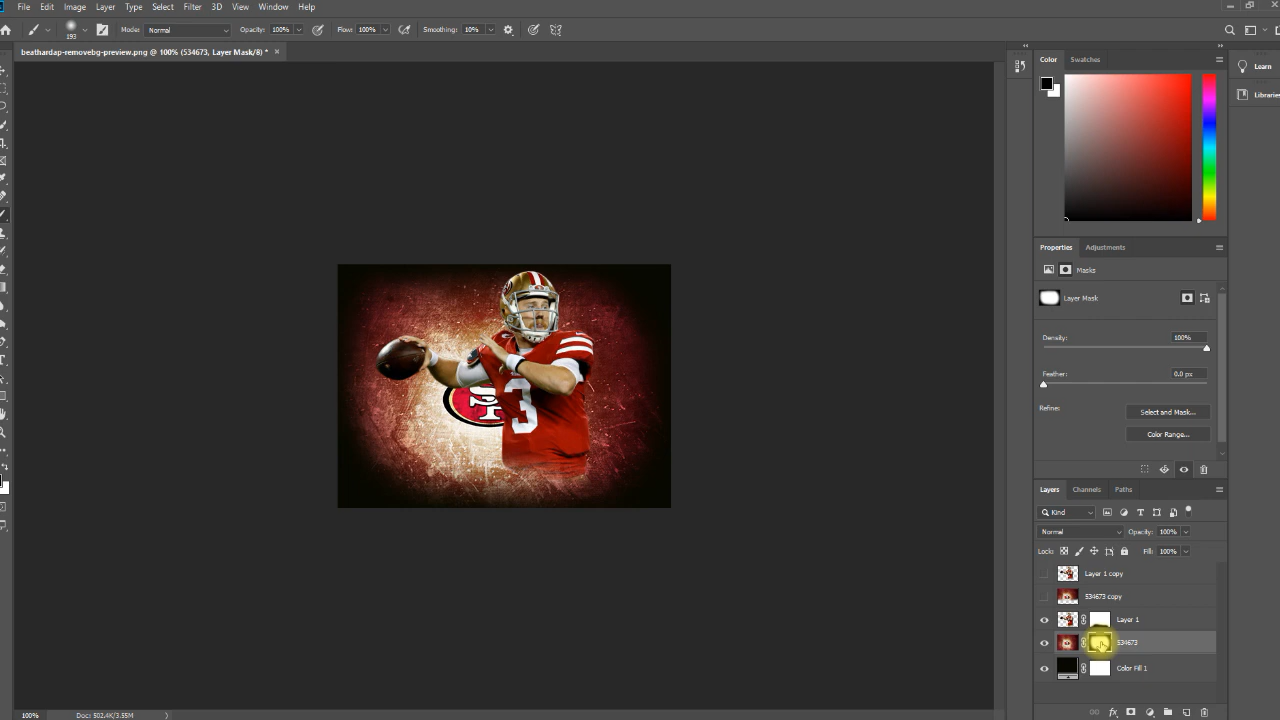 File Edit Image Layer Type Select Filter 3D View Window Help
193 Mode: Normal Opacity: 100% Flow: 100% Smoothing: 10%
beathardap-removebg-preview.png @ 100% (534673, Layer Mask/8) * ×
Color Swatches
Learn
Libraries
Properties Adjustments
Masks
Layer Mask
Density: 100%
Feather: 0.0 px
Refine: Select and Mask...
Color Range...
3
SF
Layers Channels Paths
Kind
Normal Opacity: 100%
Lock: Fill: 100%
Layer 1 copy
534673 copy
Layer 1
534673
Color Fill 1
fx
100% Doc: 502.4K/3.55M